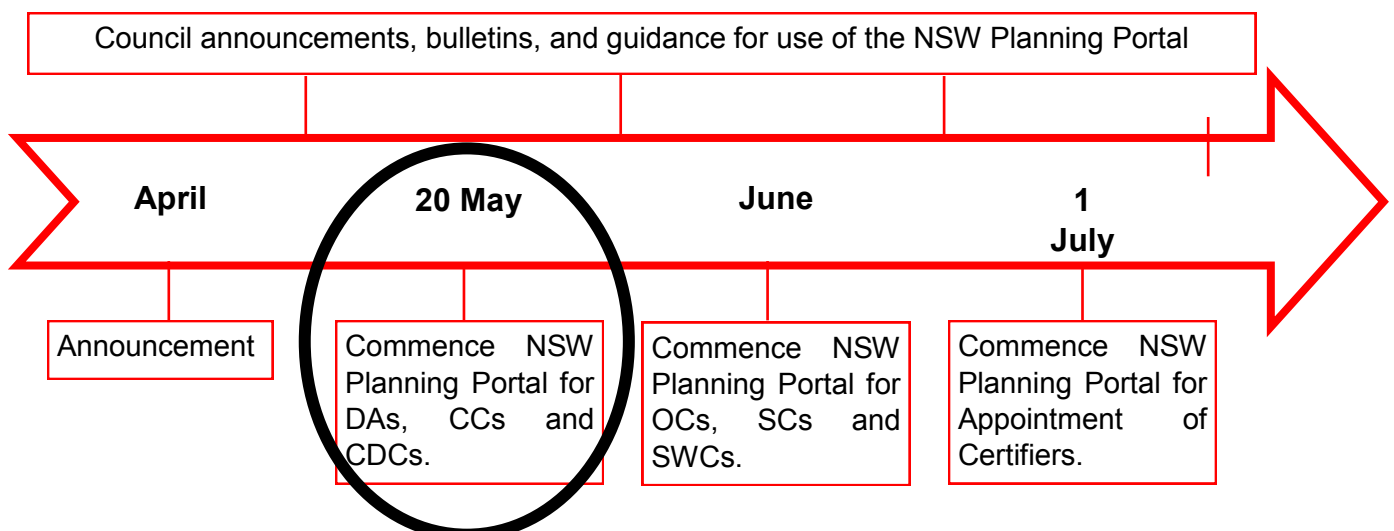 Council announcements, bulletins, and guidance for use of the NSW Planning Portal
April
20 May
June
1
July
Announcement
Commence NSW
Planning Portal for
DAs, CCs and
CDCs.
Commence NSW
Planning Portal for
OCs, SCs and
SWCs.
Commence NSW
Planning Portal for
Appointment of
Certifiers.